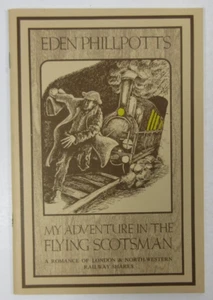 EDEN PHILLPOTTS
MY ADVENTURE IN THE
FLYING SCOTSMAN
A ROMANCE OF LONDON & NORTH-WESTERN
RAILWAY SHARES